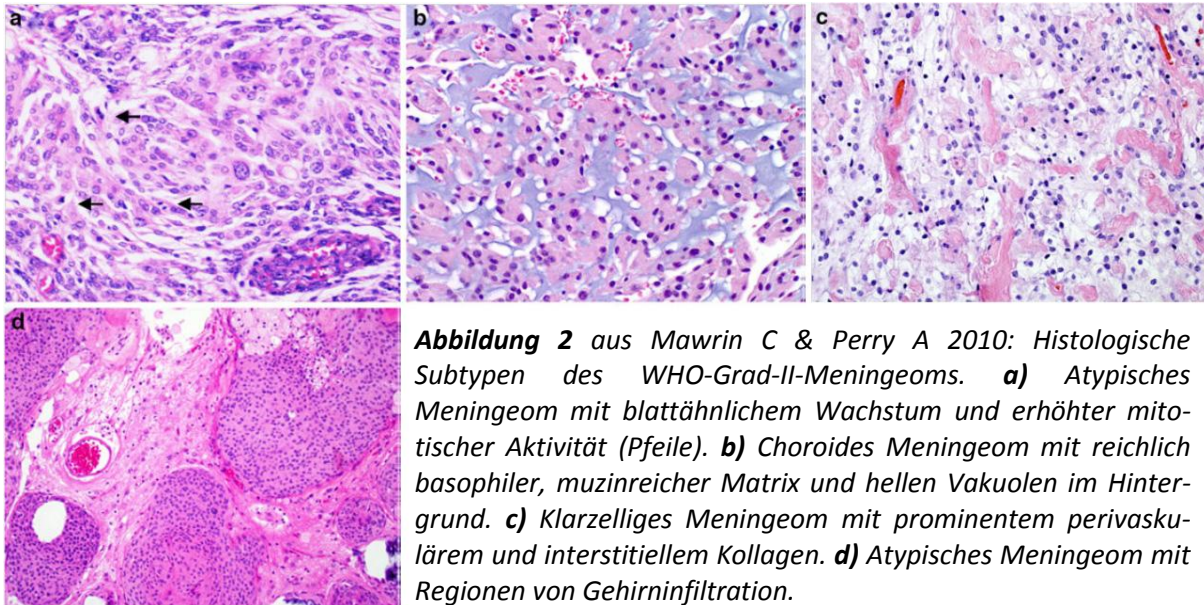 a
b
c
d
Abbildung 2 aus Mawrin C & Perry A 2010: Histologische
Subtypen des WHO-Grad-II-Meningeoms. a) Atypisches
Meningeom mit blattähnlichem Wachstum und erhöhter mito-
tischer Aktivität (Pfeile). b) Choroides Meningeom mit reichlich
basophiler, muzinreicher Matrix und hellen Vakuolen im Hinter-
grund. c) Klarzelliges Meningeom mit prominentem perivasku-
lärem und interstitiellem Kollagen. d) Atypisches Meningeom mit
Regionen von Gehirninfiltration.